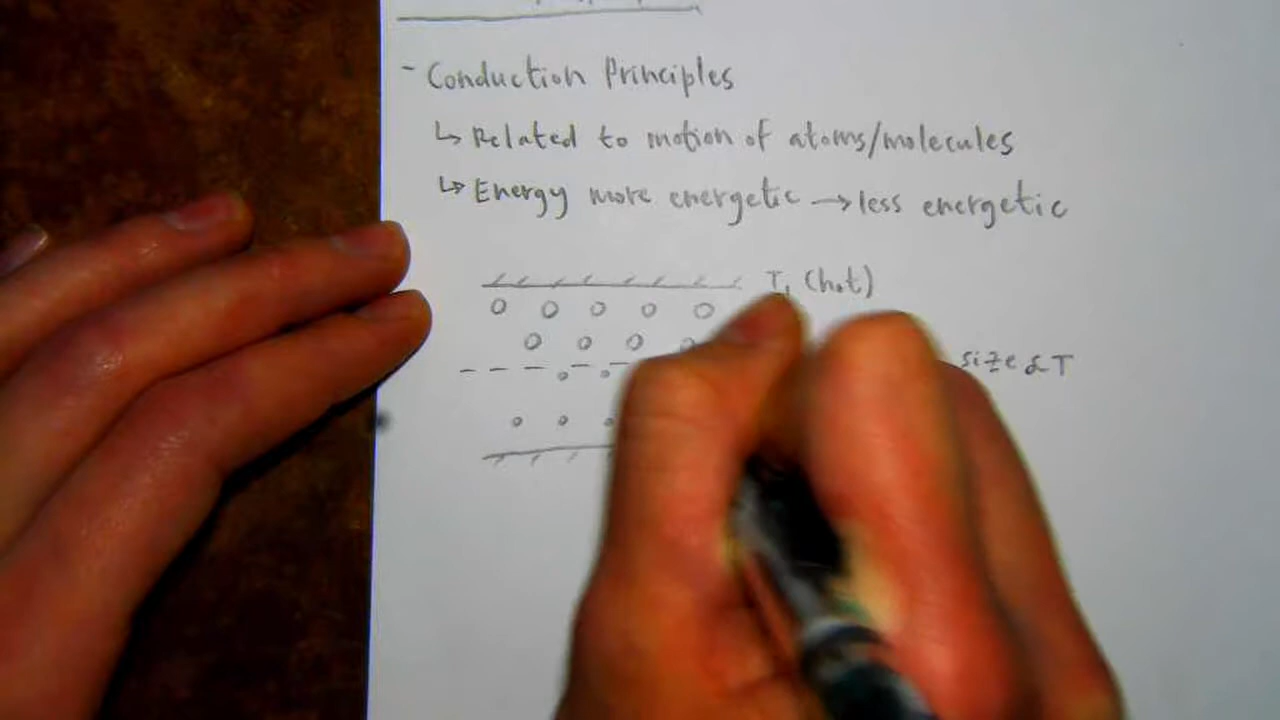 - Conduction Principles
↳ Related to motion of atoms/molecules
↳ Energy more energetic → less energetic
T₁ (hot)
size & T